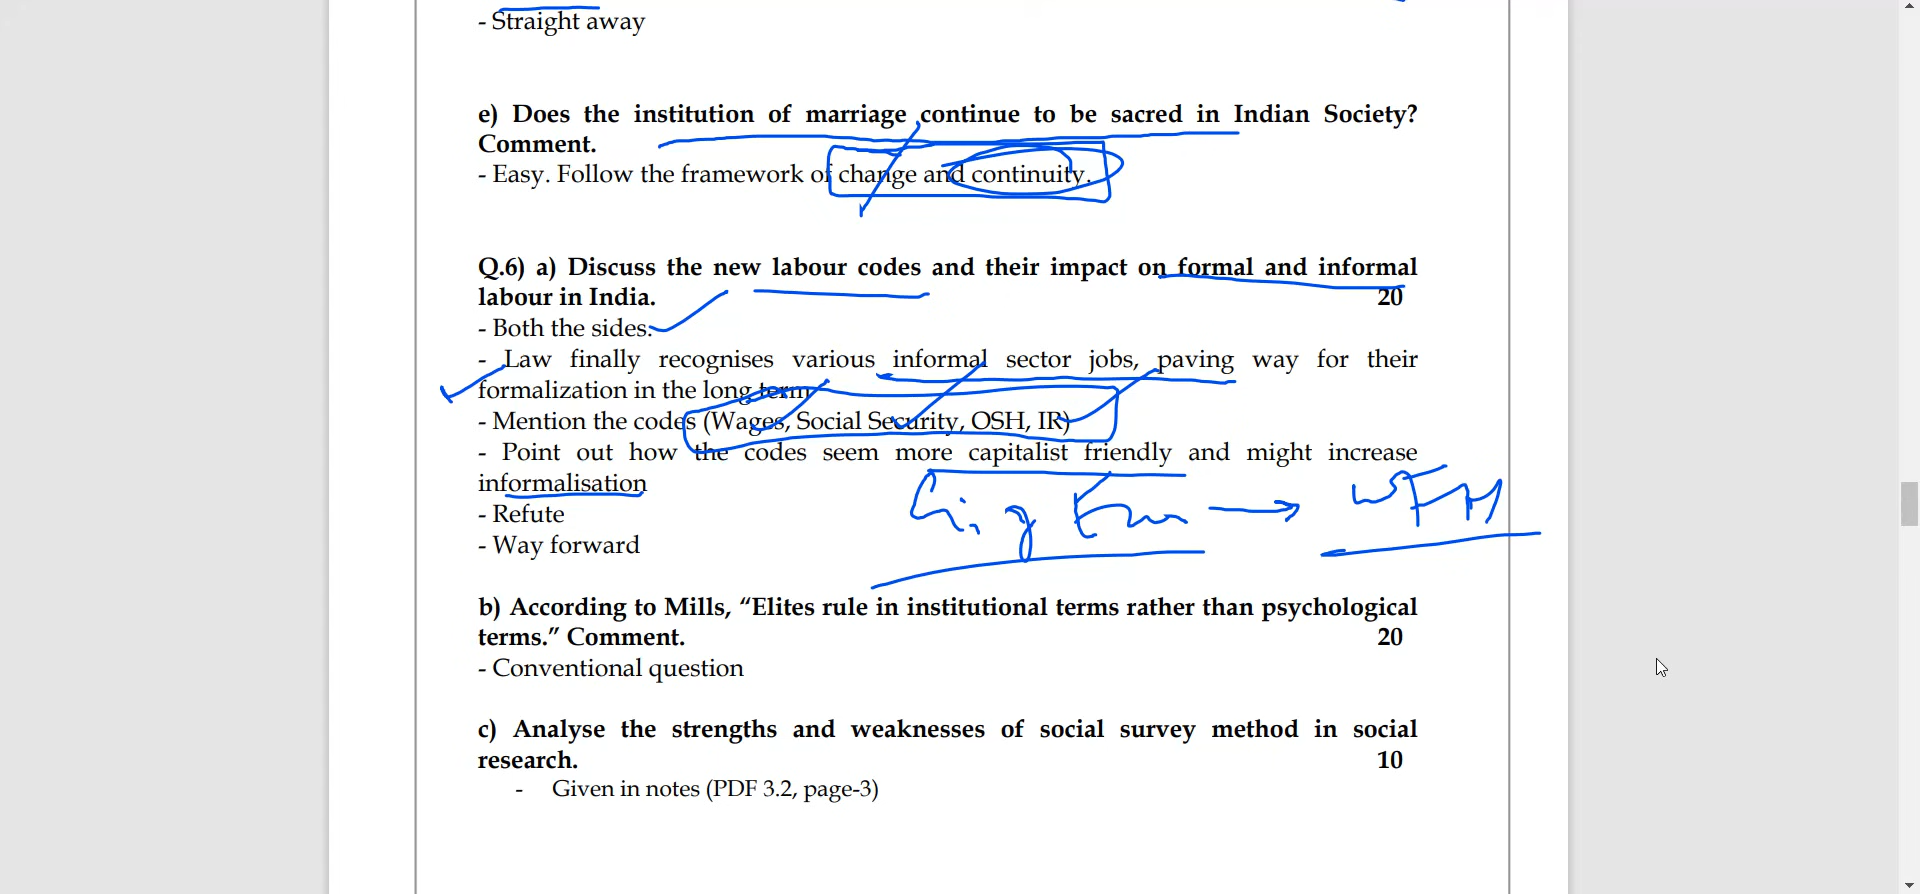 - Straight away
e) Does the institution of marriage continue to be sacred in Indian Society?
Comment.
- Easy. Follow the framework of change and continuity.
Q.6) a) Discuss the new labour codes and their impact on formal and informal
labour in India. 20
- Both the sides.
- Law finally recognises various informal sector jobs, paving way for their
formalization in the long term
- Mention the codes (Wages, Social Security, OSH, IR)
- Point out how the codes seem more capitalist friendly and might increase
informalisation
- Refute
- Way forward
b) According to Mills, “Elites rule in institutional terms rather than psychological
terms.” Comment. 20
- Conventional question
c) Analyse the strengths and weaknesses of social survey method in social
research. 10
- Given in notes (PDF 3.2, page-3)